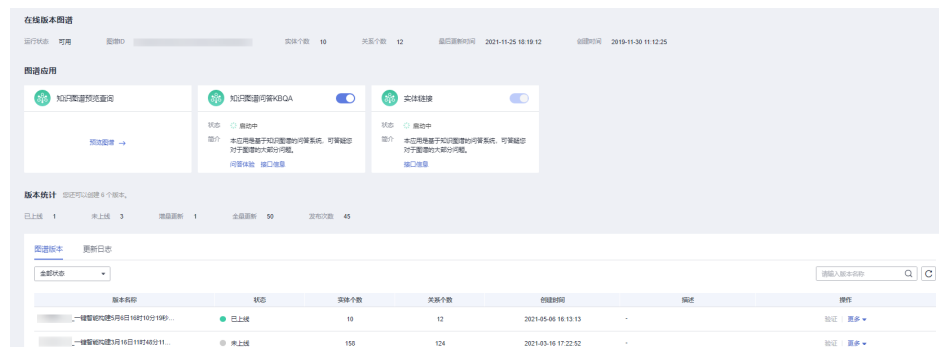 在线版本图谱
运行状态 可用 图谱ID 实体个数 10 关系个数 12 最后更新时间 2021-11-25 18:19:12 创建时间 2019-11-30 11:12:25
图谱应用
知识图谱预览查询 知识图谱问答KBQA 实体链接
预览图谱 →
状态 启动中 状态 启动中
简介 本应用是基于知识图谱的问答系统，可答疑您 简介 本应用是基于知识图谱的问答系统，可答疑您
对于图谱的大部分问题。 对于图谱的大部分问题。
问答体验 接口信息 接口信息
版本统计 您还可以创建 6 个版本。
已上线 1 未上线 3 增量更新 1 全量更新 50 发布次数 45
图谱版本 更新日志
全部状态 请输入版本名称
版本名称 状态 实体个数 关系个数 创建时间 描述 操作
_一键智能构建5月6日16时10分19秒... 已上线 10 12 2021-05-06 16:13:13 - 验证 更多
_一键智能构建3月16日11时48分11... 未上线 158 124 2021-03-16 17:22:52 - 验证 更多